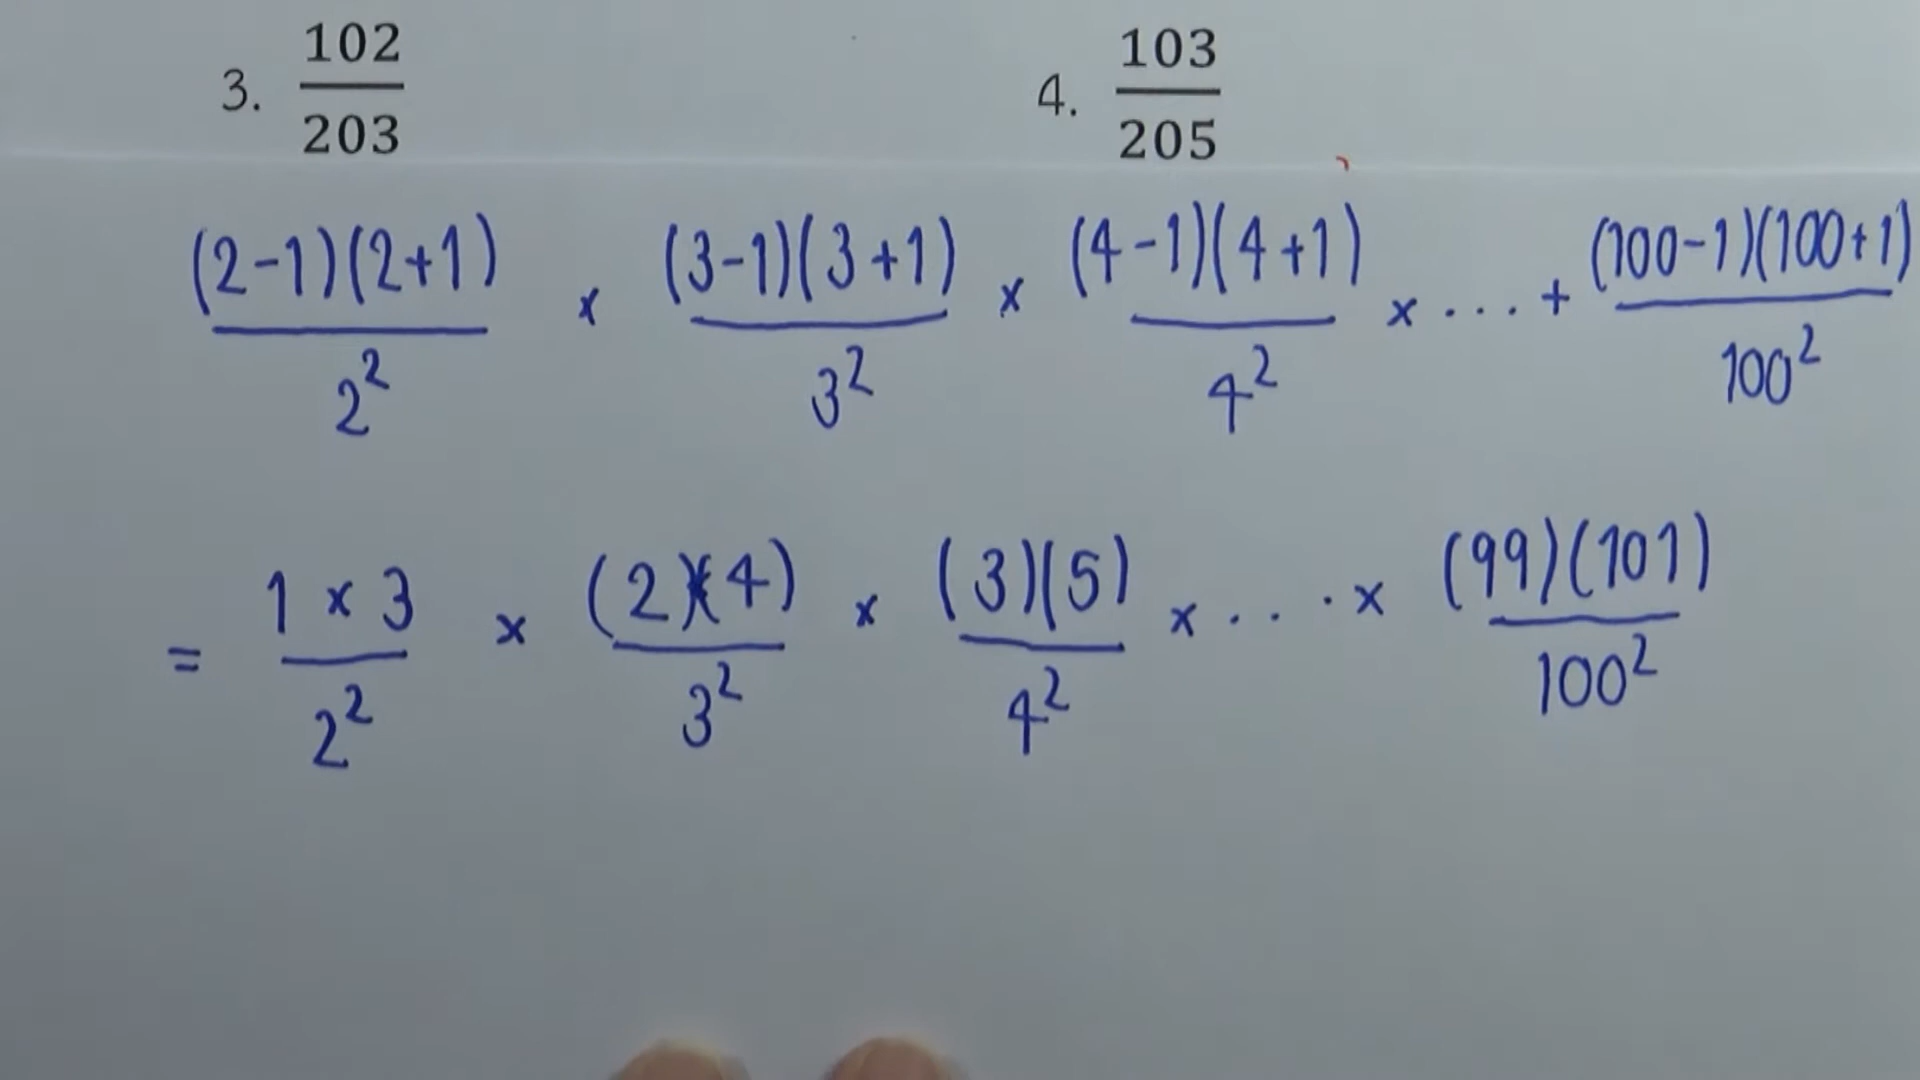 3. 102/203 4. 103/205
(2-1)(2+1)/2² × (3-1)(3+1)/3² × (4-1)(4+1)/4² × ... + (100-1)(100+1)/100²
= 1 × 3/2² × (2)(4)/3² × (3)(5)/4² × ... × (99)(101)/100²